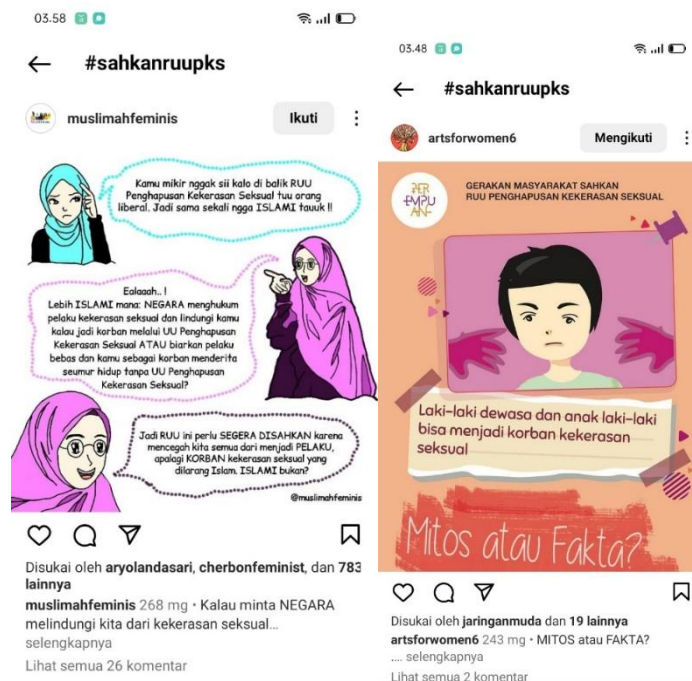 03.58
#sahkanruupks
muslimahfeminis
Ikuti
Kamu mikir nggak sii kalo di balik RUU
Penghapusan Kekerasan Seksual tuu orang
liberal. Jadi sama sekali ngga ISLAMI tauuk !!
Ealaaah.. !
Lebih ISLAMI mana: NEGARA menghukum
pelaku kekerasan seksual dan lindungi kamu
kalau jadi korban melalui UU Penghapusan
Kekerasan Seksual ATAU biarkan pelaku
bebas dan kamu sebagai korban menderita
seumur hidup tanpa UU Penghapusan
Kekerasan Seksual?
Jadi RUU ini perlu SEGERA DISAHKAN karena
mencegah kita semua dari menjadi PELAKU,
apalagi KORBAN kekerasan seksual yang
dilarang Islam. ISLAMI bukan?
@muslimahfeminis
Disukai oleh aryolandasari, cherbonfeminist, dan 783
lainnya
muslimahfeminis 268 mg • Kalau minta NEGARA
melindungi kita dari kekerasan seksual...
selengkapnya
Lihat semua 26 komentar
03.48
#sahkanruupks
artsforwomen6
Mengikuti
PER
EMPU
AN
GERAKAN MASYARAKAT SAHKAN
RUU PENGHAPUSAN KEKERASAN SEKSUAL
Laki-laki dewasa dan anak laki-laki
bisa menjadi korban kekerasan
seksual
Mitos atau Fakta?
Disukai oleh jaringanmuda dan 19 lainnya
artsforwomen6 243 mg • MITOS atau FAKTA?
.... selengkapnya
Lihat semua 2 komentar